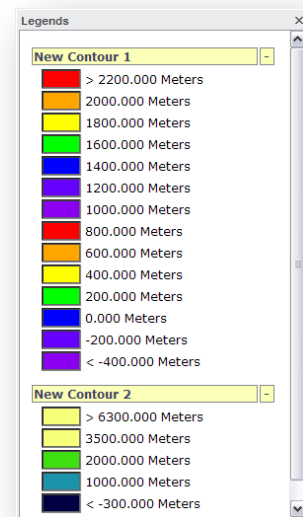 Legends
New Contour 1
> 2200.000 Meters
2000.000 Meters
1800.000 Meters
1600.000 Meters
1400.000 Meters
1200.000 Meters
1000.000 Meters
800.000 Meters
600.000 Meters
400.000 Meters
200.000 Meters
0.000 Meters
-200.000 Meters
< -400.000 Meters
New Contour 2
> 6300.000 Meters
3500.000 Meters
2000.000 Meters
1000.000 Meters
< -300.000 Meters